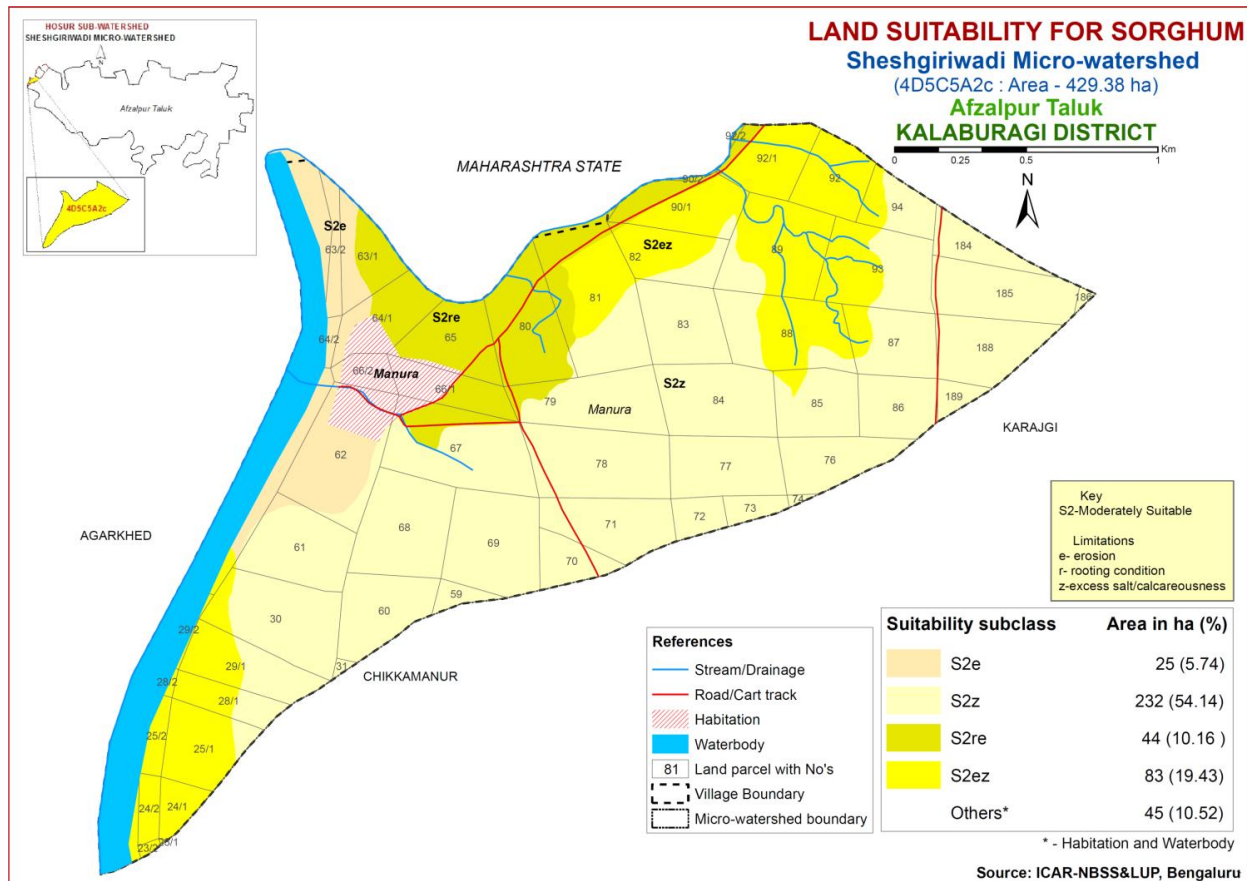 HOSUR SUB-WATERSHED
SHESHGIRIWADI MICRO-WATERSHED
N
Afzalpur Taluk
4D5C5A2c
LAND SUITABILITY FOR SORGHUM
Sheshgiriwadi Micro-watershed
(4D5C5A2c : Area - 429.38 ha)
Afzalpur Taluk
KALABURAGI DISTRICT
0 0.25 0.5 1 Km
N
MAHARASHTRA STATE
92/2
92/1
92
90/2
90/1
94
184
S2e
63/2
63/1
S2ez
82
89
93
185
186
81
64/1
64/2
S2re
65
80
83
88
87
188
66/2
Manura
66/1
S2z
79
Manura
84
85
86
189
KARAJGI
62
67
78
77
76
74
73
72
71
AGARKHED
68
69
70
61
59
60
30
31
CHIKKAMANUR
29/2
29/1
28/2
28/1
25/2
25/1
24/2
24/1
23/2
Key
S2-Moderately Suitable
Limitations
e- erosion
r- rooting condition
z-excess salt/calcareousness
References
Stream/Drainage
Road/Cart track
Habitation
Waterbody
81 Land parcel with No's
Village Boundary
Micro-watershed boundary
Suitability subclass Area in ha (%)
S2e 25 (5.74)
S2z 232 (54.14)
S2re 44 (10.16 )
S2ez 83 (19.43)
Others* 45 (10.52)
* - Habitation and Waterbody
Source: ICAR-NBSS&LUP, Bengaluru